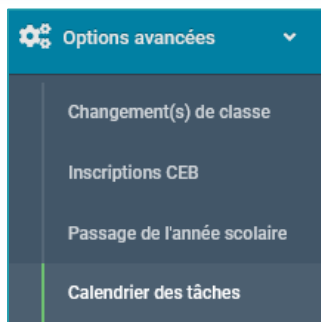 Options avancées
Changement(s) de classe
Inscriptions CEB
Passage de l'année scolaire
Calendrier des tâches